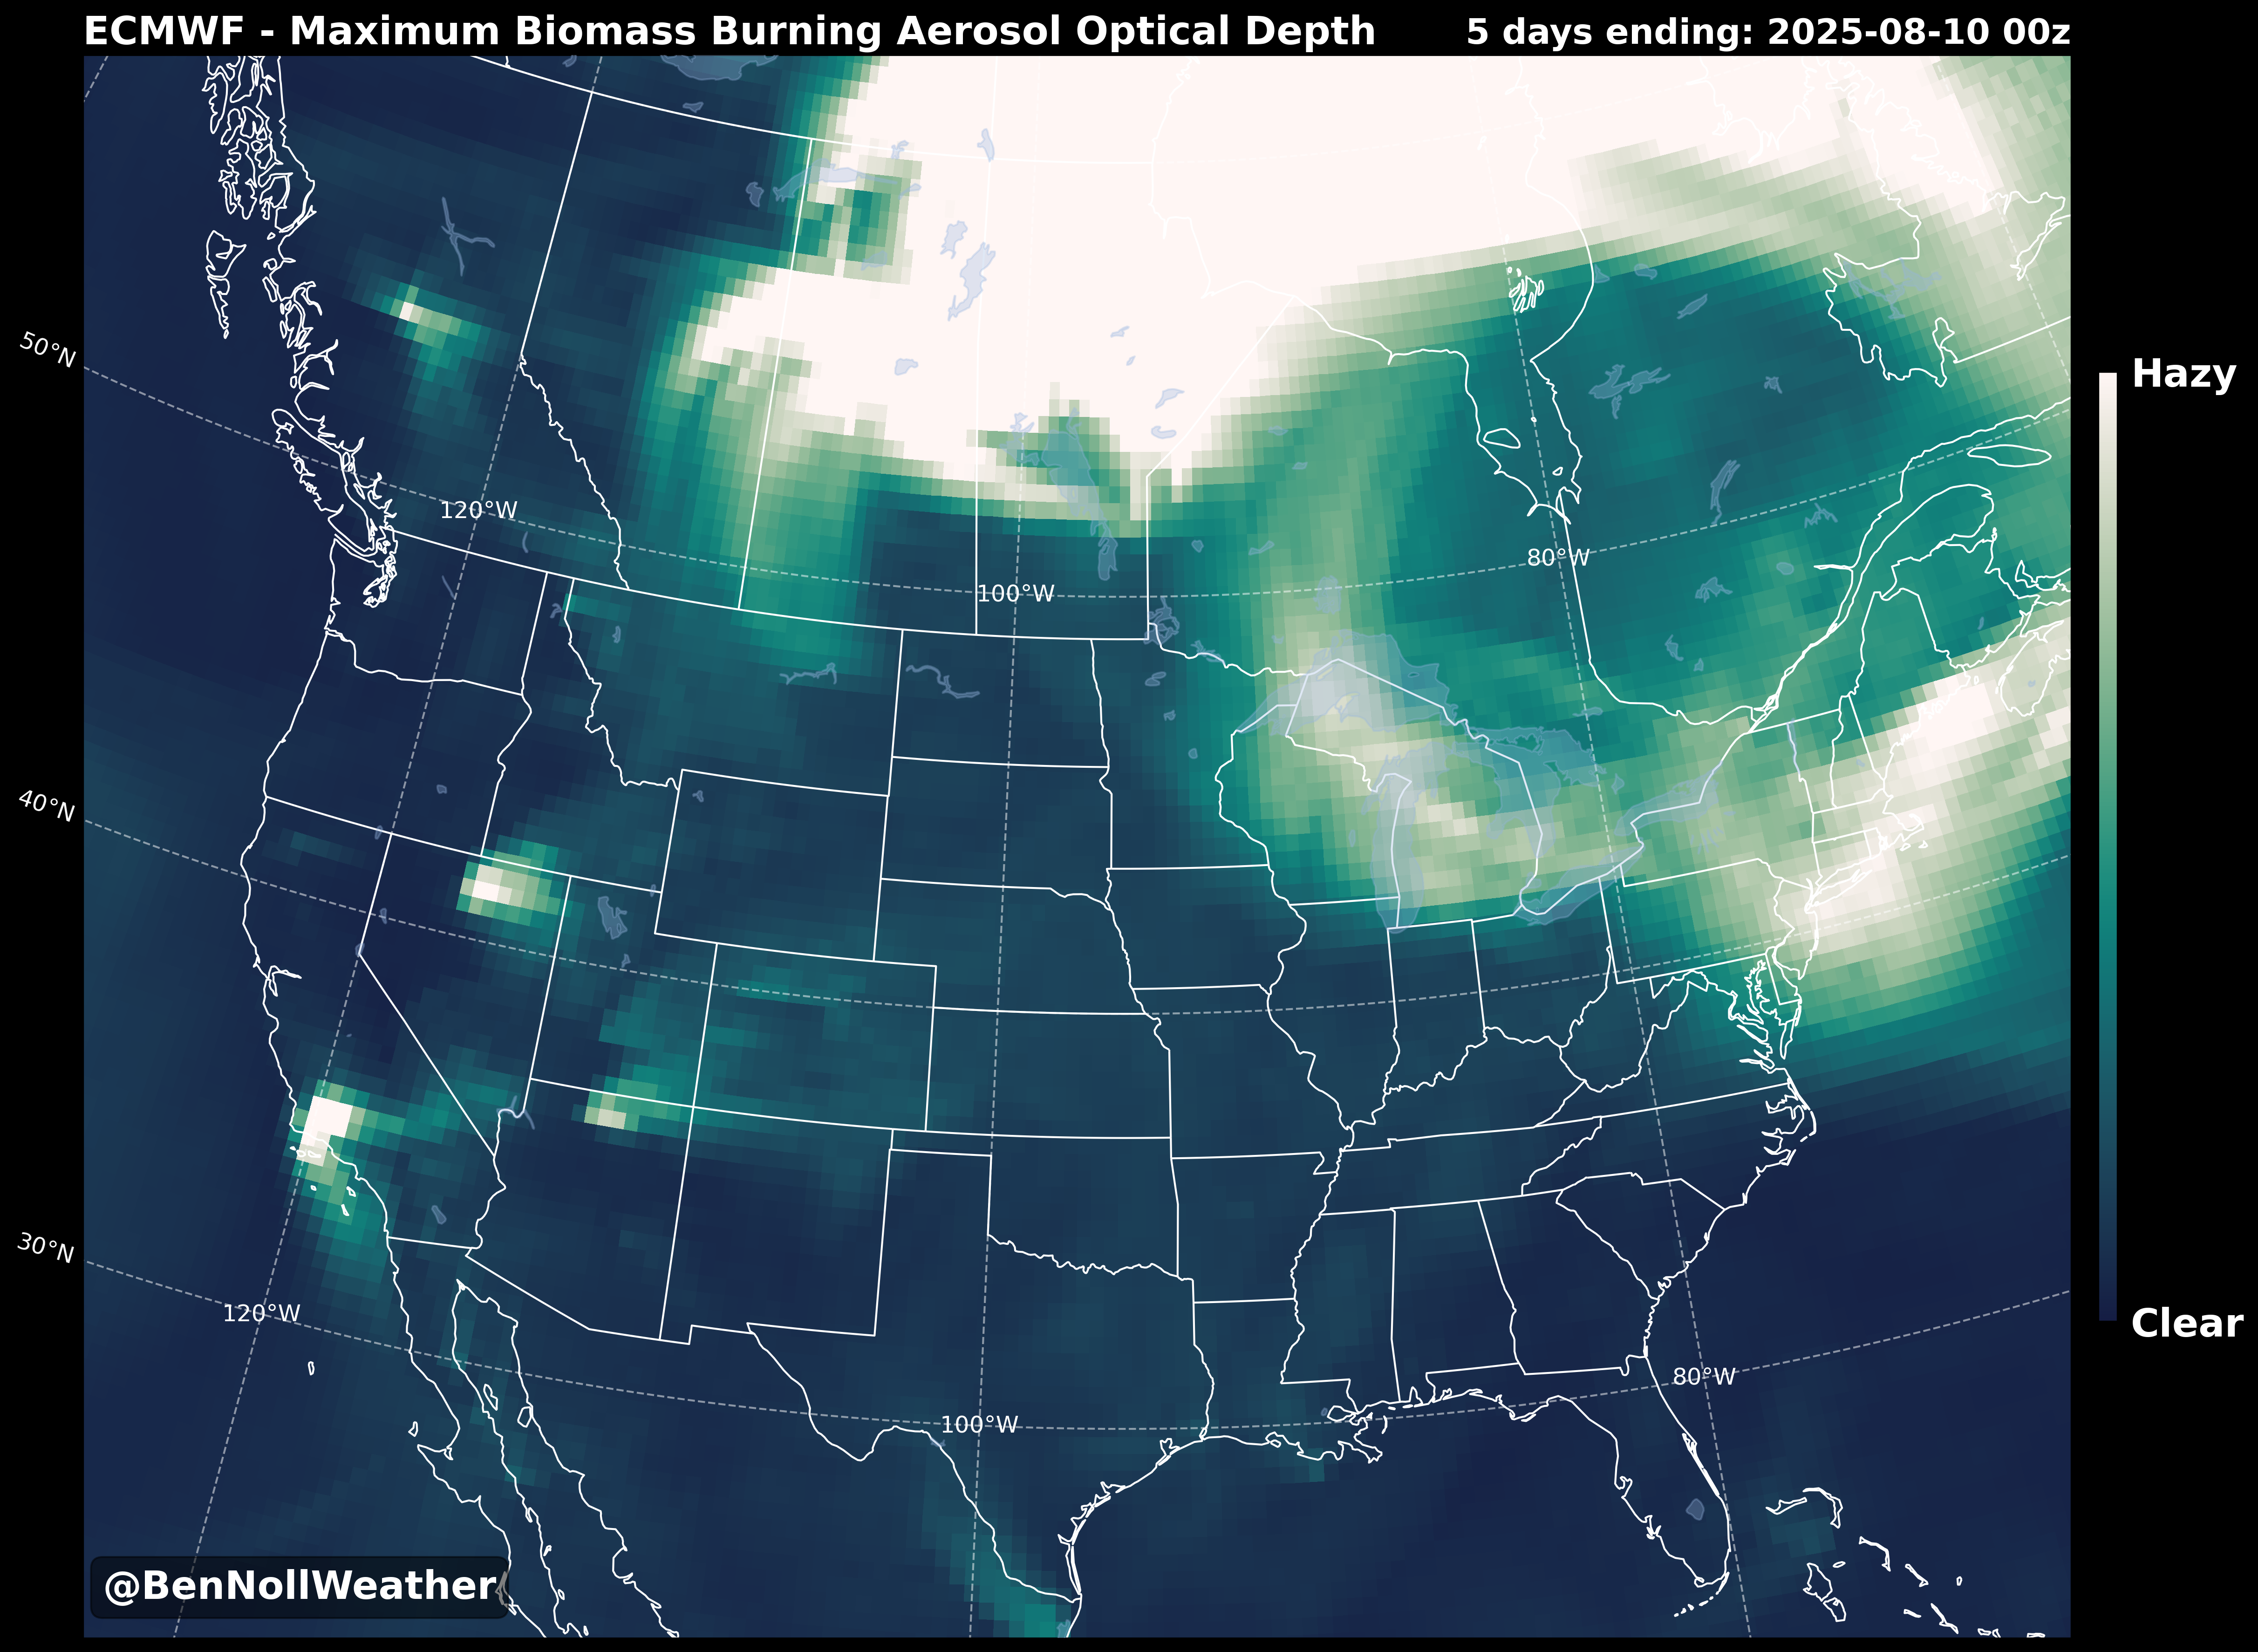 ECMWF - Maximum Biomass Burning Aerosol Optical Depth
5 days ending: 2025-08-10 00z
50°N
Hazy
120°W
80°W
100°W
40°N
30°N
120°W
Clear
80°W
100°W
@BenNollWeather